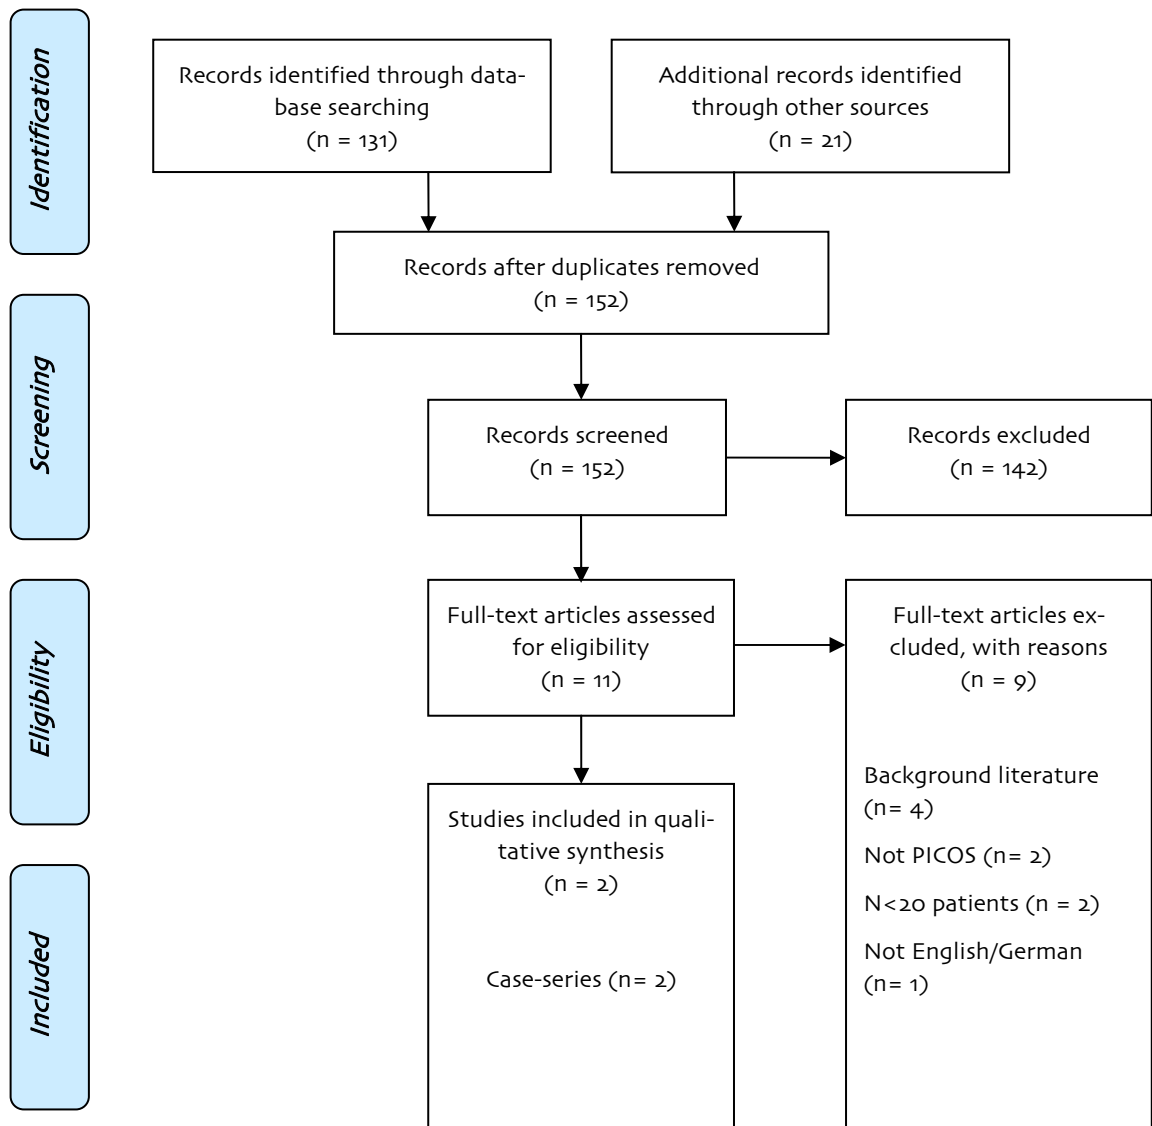 Identification
Records identified through data-
base searching
(n = 131)
Additional records identified
through other sources
(n = 21)
Records after duplicates removed
(n = 152)
Screening
Records screened
(n = 152)
Records excluded
(n = 142)
Eligibility
Full-text articles assessed
for eligibility
(n = 11)
Full-text articles ex-
cluded, with reasons
(n = 9)
Background literature
(n= 4)
Not PICOS (n= 2)
N<20 patients (n = 2)
Not English/German
(n= 1)
Included
Studies included in quali-
tative synthesis
(n = 2)
Case-series (n= 2)